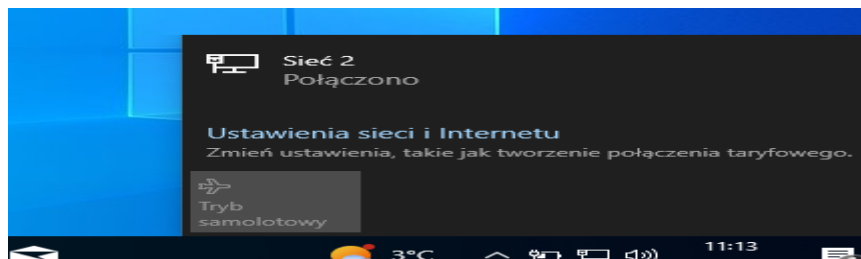 Sieć 2
Połączono
Ustawienia sieci i Internetu
Zmień ustawienia, takie jak tworzenie połączenia taryfowego.
Tryb
samolotowy
3°C
11:13